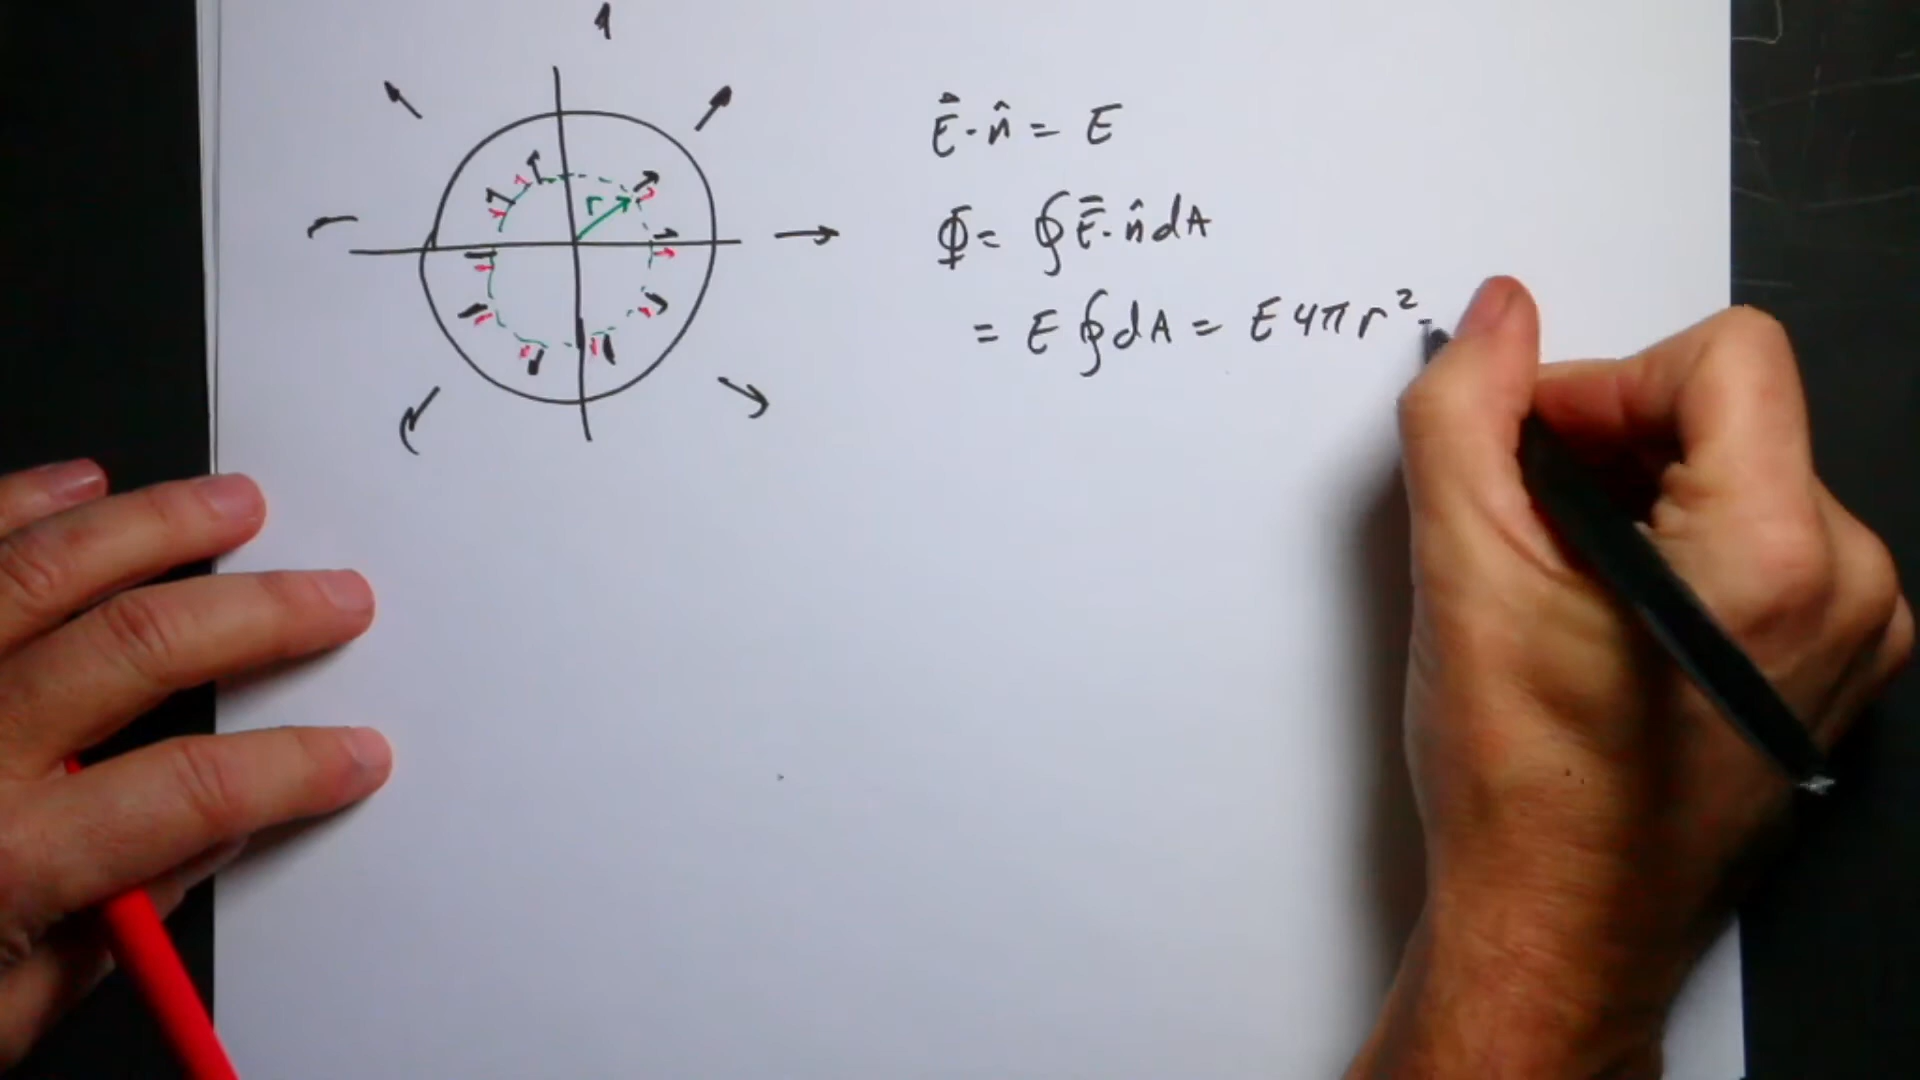 r
E⃗ · n̂ = E
Φ = ∮ E⃗ · n̂ dA
= E ∮ dA = E 4π r² =